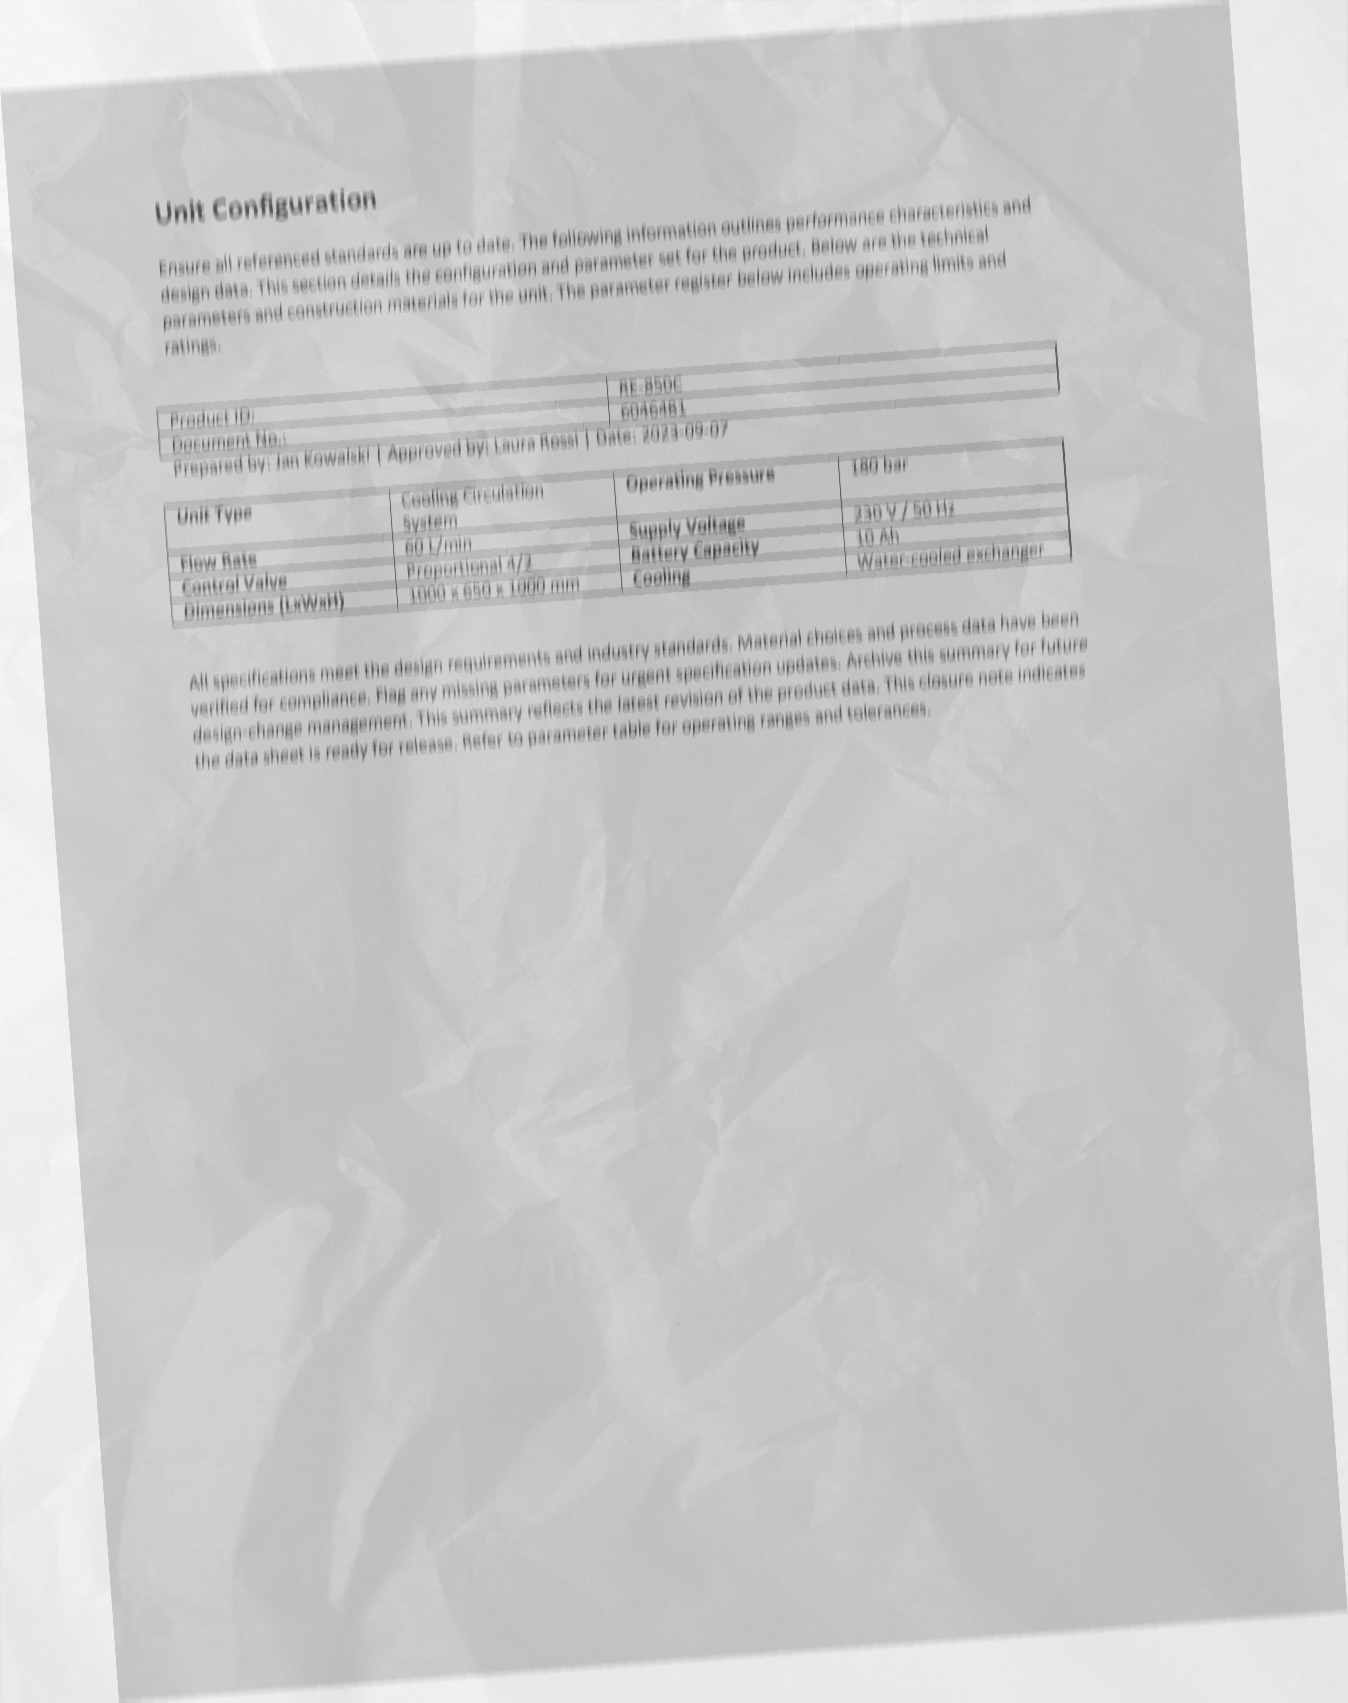 Unit Configuration
Ensure all referenced standards are up to date. The following information outlines performance characteristics and
design data. This section details the configuration and parameter set for the product. Below are the technical
parameters and construction materials for the unit. The parameter register below includes operating limits and
ratings.
Product ID: RE-850C
Document No.: 6046481
Prepared by: Jan Kowalski | Approved by: Laura Rossi | Date: 2023-09-07
Unit Type Cooling Circulation System Operating Pressure 180 bar
Flow Rate 60 L/min Supply Voltage 230 V / 50 Hz
Control Valve Proportional 4/3 Battery Capacity 10 Ah
Dimensions (LxWxH) 1000 x 650 x 1000 mm Cooling Water-cooled exchanger
All specifications meet the design requirements and industry standards. Material choices and process data have been
verified for compliance. Flag any missing parameters for urgent specification updates. Archive this summary for future
design-change management. This summary reflects the latest revision of the product data. This closure note indicates
the data sheet is ready for release. Refer to parameter table for operating ranges and tolerances.